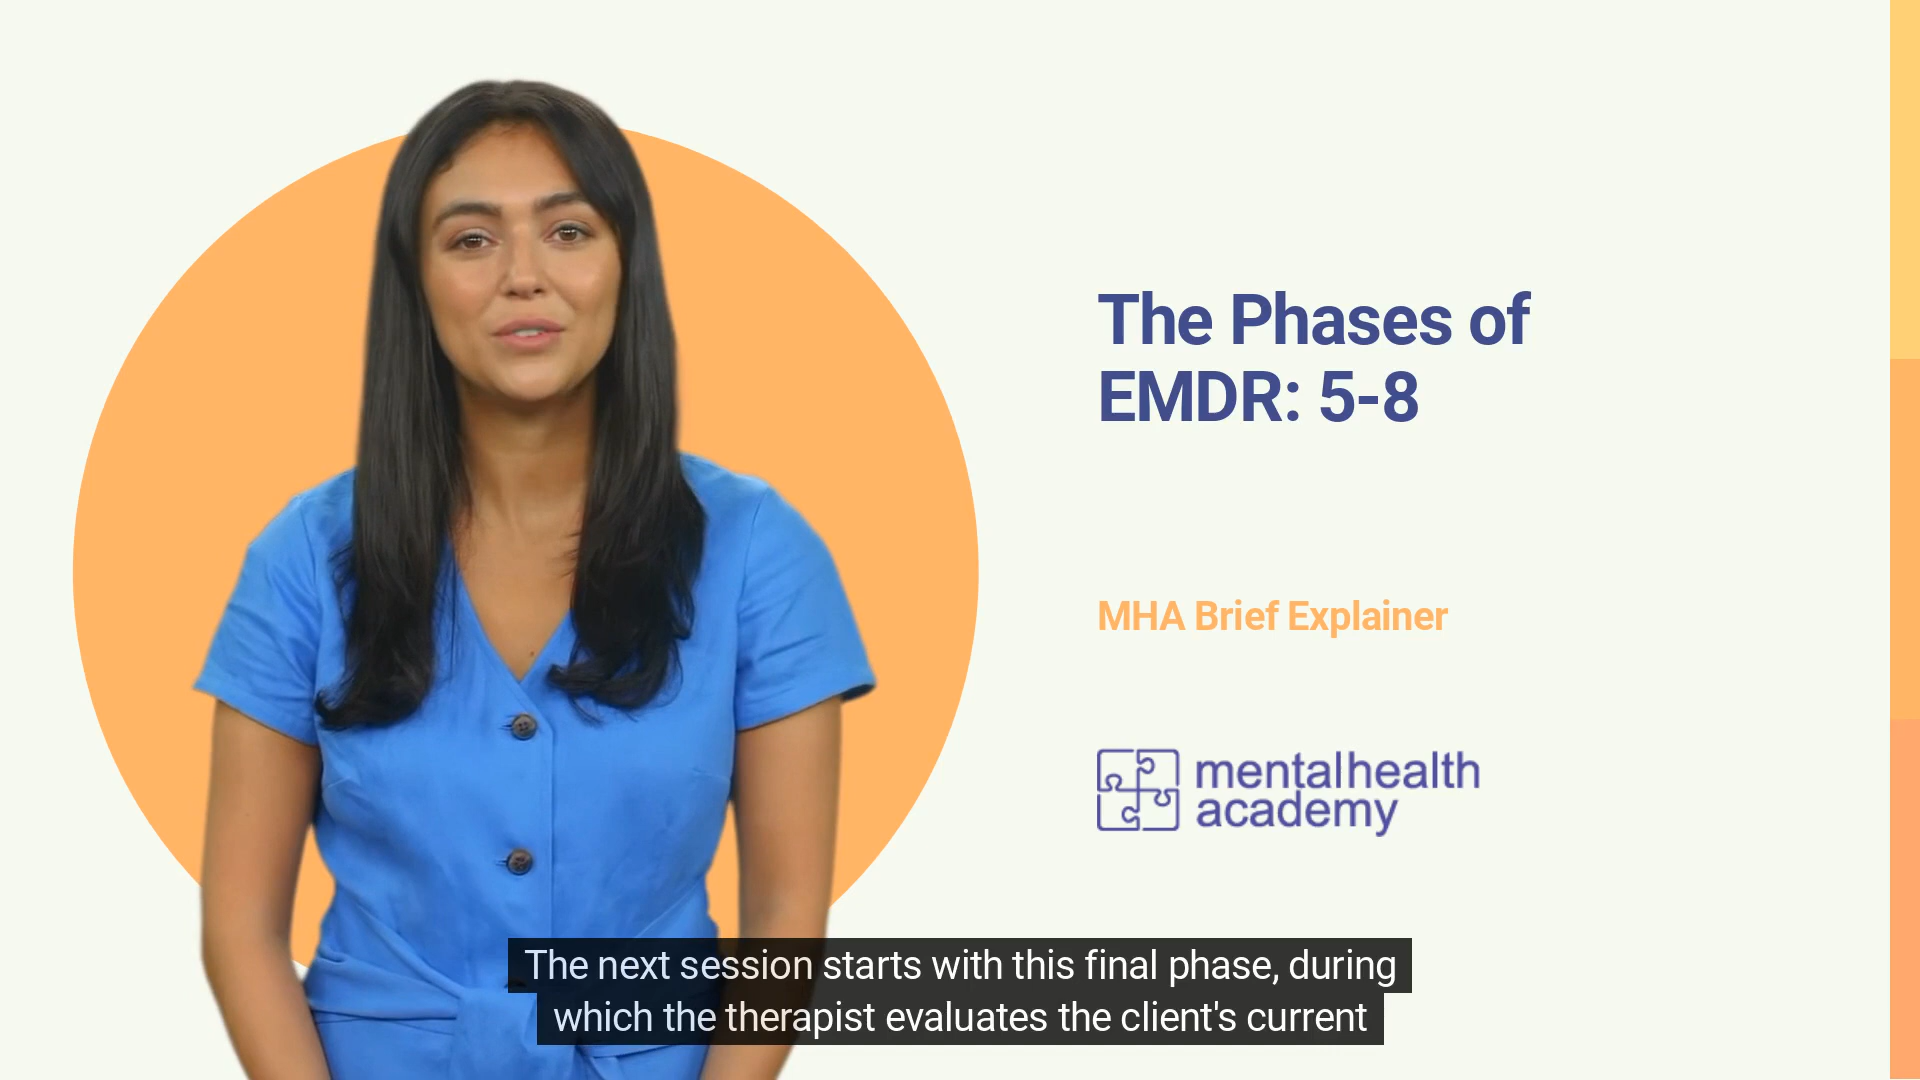 The Phases of
EMDR: 5-8
MHA Brief Explainer
mentalhealth
academy
The next session starts with this final phase, during
which the therapist evaluates the client's current